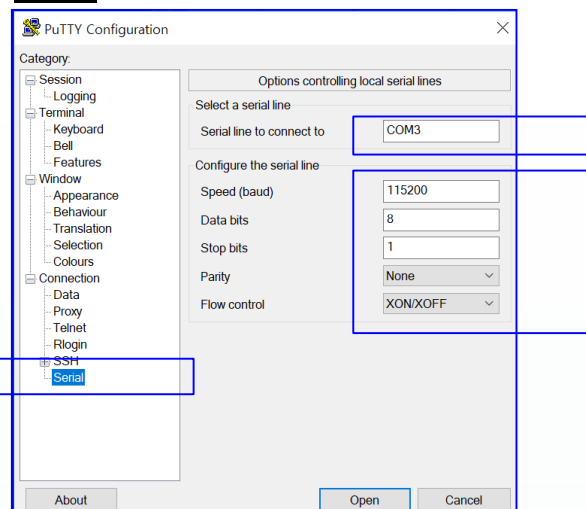 PuTTY Configuration
Category:
Session
Logging
Terminal
Keyboard
Bell
Features
Window
Appearance
Behaviour
Translation
Selection
Colours
Connection
Data
Proxy
Telnet
Rlogin
SSH
Serial
Options controlling local serial lines
Select a serial line
Serial line to connect to COM3
Configure the serial line
Speed (baud) 115200
Data bits 8
Stop bits 1
Parity None
Flow control XON/XOFF
About Open Cancel